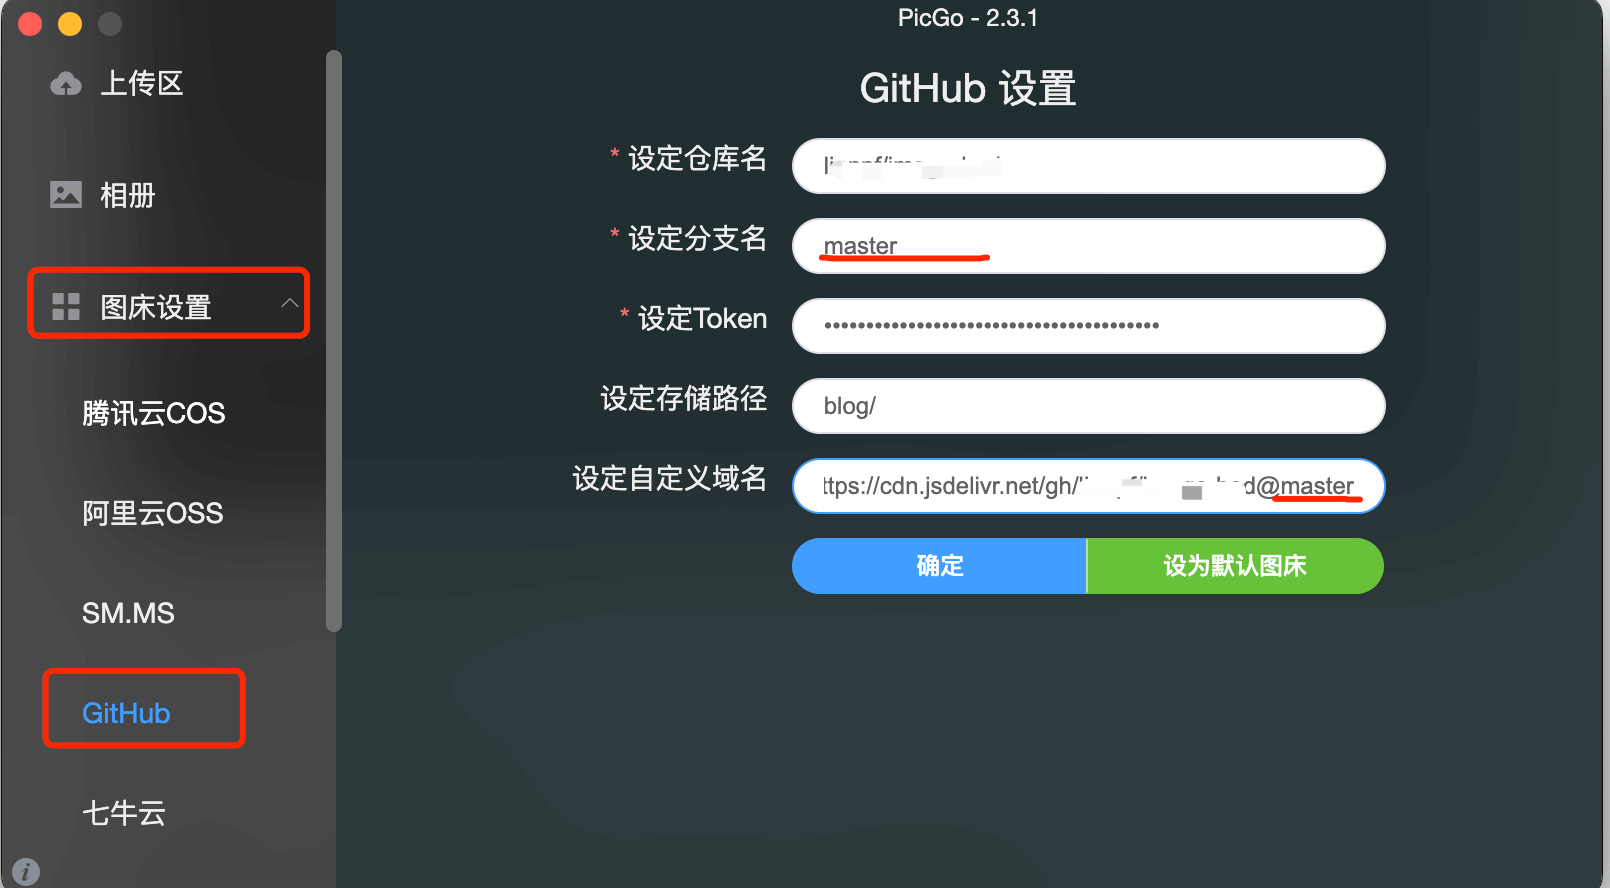 PicGo - 2.3.1
上传区
相册
图床设置
腾讯云COS
阿里云OSS
SM.MS
GitHub
七牛云
GitHub 设置
* 设定仓库名
* 设定分支名
master
* 设定Token
••••••••••••••••••••••••••••••••••••••••
设定存储路径
blog/
设定自定义域名
ttps://cdn.jsdelivr.net/gh/ @master
确定
设为默认图床